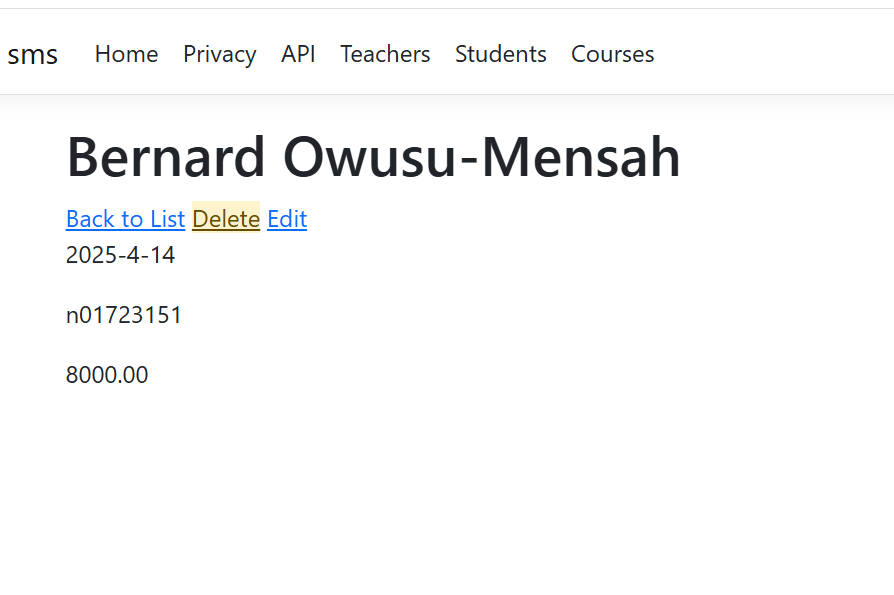 sms Home Privacy API Teachers Students Courses
Bernard Owusu-Mensah
Back to List Delete Edit
2025-4-14
n01723151
8000.00